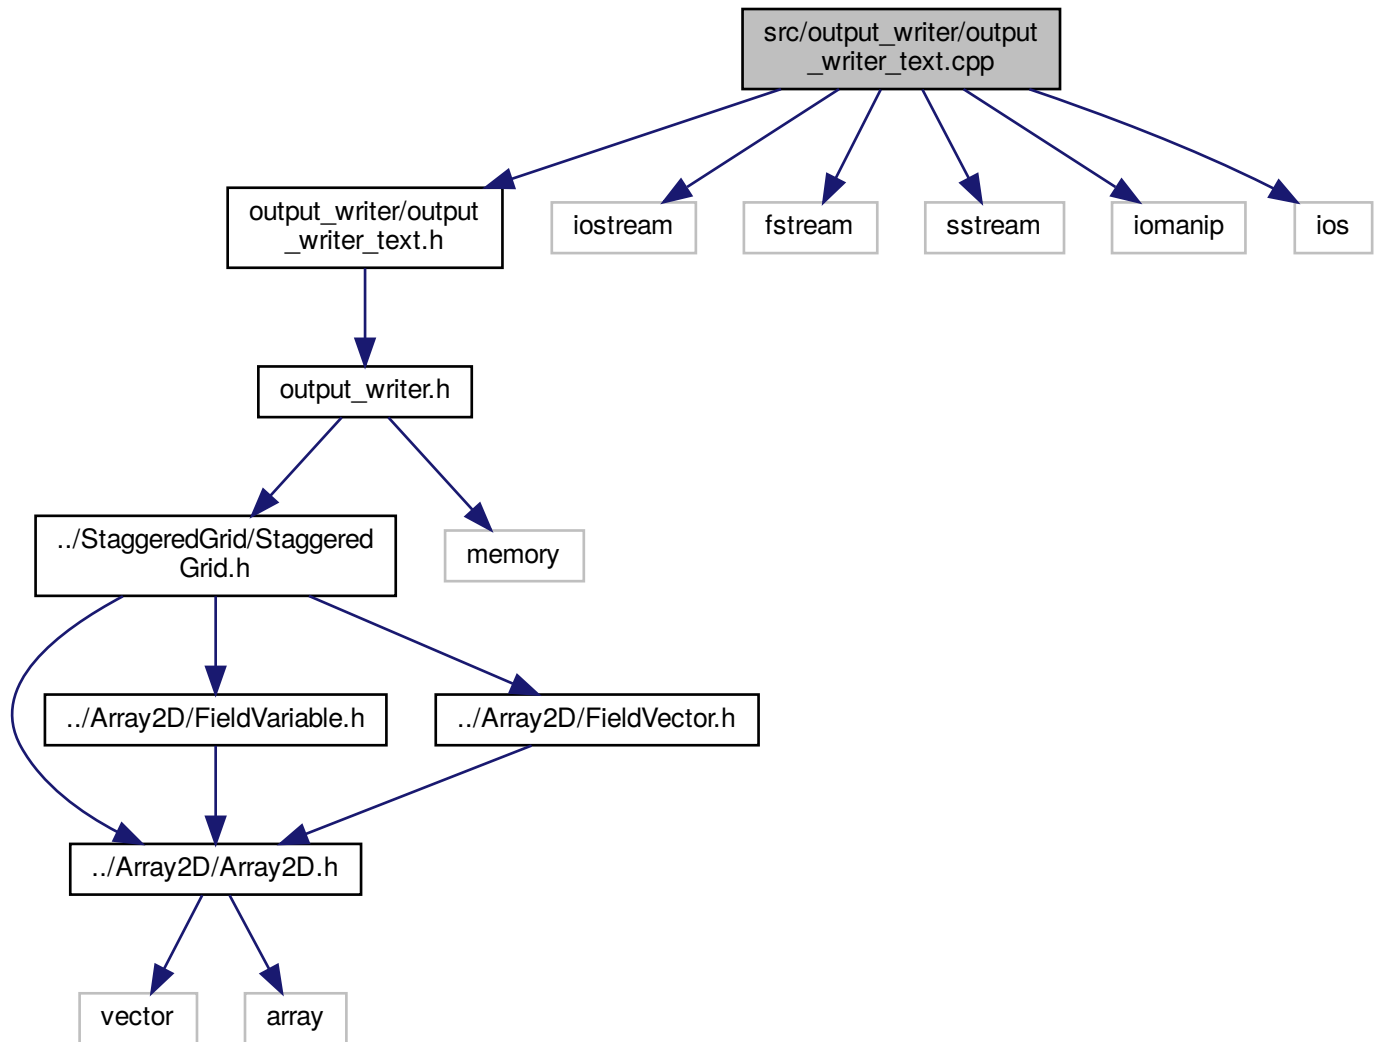 src/output_writer/output
_writer_text.cpp
output_writer/output
_writer_text.h
iostream
fstream
sstream
iomanip
ios
output_writer.h
../StaggeredGrid/Staggered
Grid.h
memory
../Array2D/FieldVariable.h
../Array2D/FieldVector.h
../Array2D/Array2D.h
vector
array